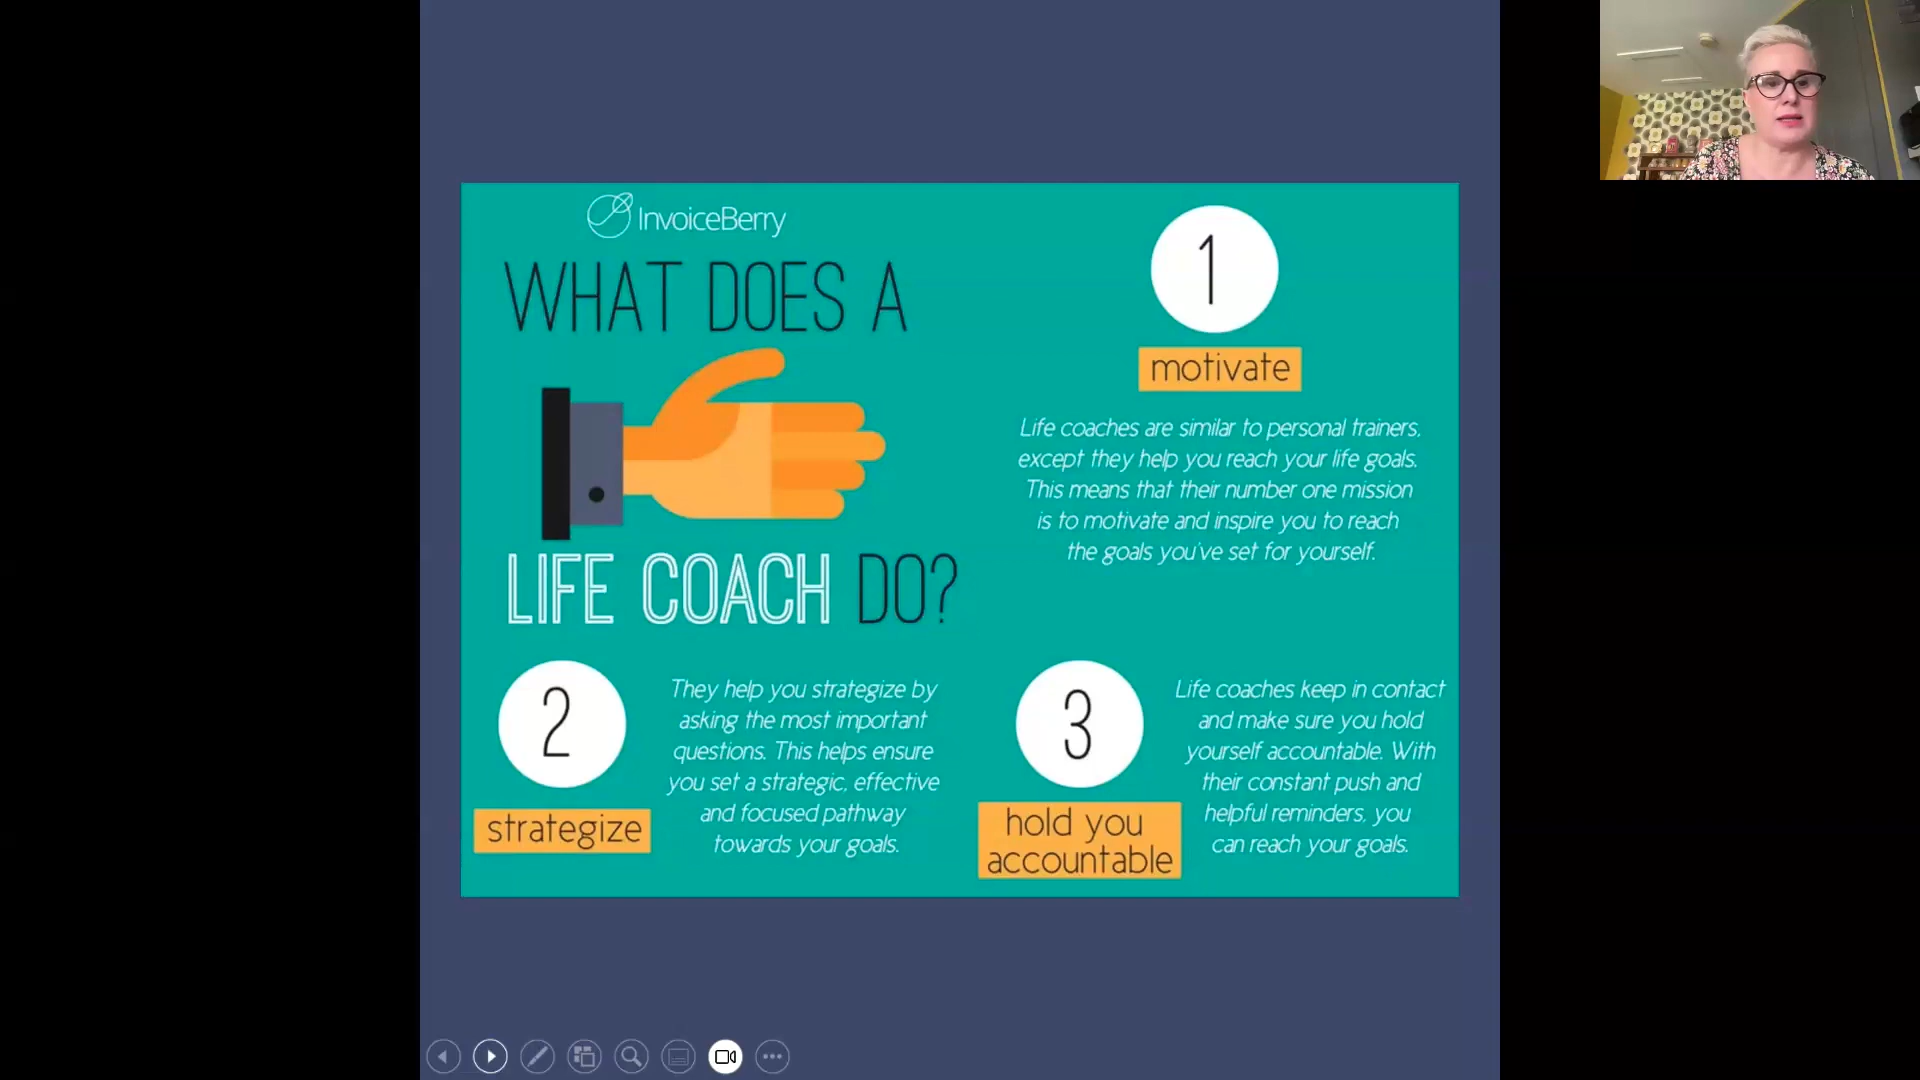 InvoiceBerry
WHAT DOES A
LIFE COACH DO?
1
motivate
Life coaches are similar to personal trainers,
except they help you reach your life goals.
This means that their number one mission
is to motivate and inspire you to reach
the goals you've set for yourself.
2
strategize
They help you strategize by
asking the most important
questions. This helps ensure
you set a strategic, effective
and focused pathway
towards your goals.
3
hold you
accountable
Life coaches keep in contact
and make sure you hold
yourself accountable. With
their constant push and
helpful reminders, you
can reach your goals.